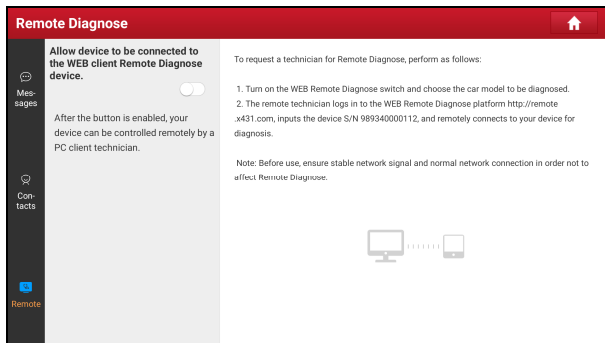 Remote Diagnose
Allow device to be connected to
the WEB client Remote Diagnose
device.
After the button is enabled, your
device can be controlled remotely by a
PC client technician.
Mes-
sages
Con-
tacts
Remote
To request a technician for Remote Diagnose, perform as follows:
1. Turn on the WEB Remote Diagnose switch and choose the car model to be diagnosed.
2. The remote technician logs in to the WEB Remote Diagnose platform http://remote
.x431.com, inputs the device S/N 989340000112, and remotely connects to your device for
diagnosis.
Note: Before use, ensure stable network signal and normal network connection in order not to
affect Remote Diagnose.